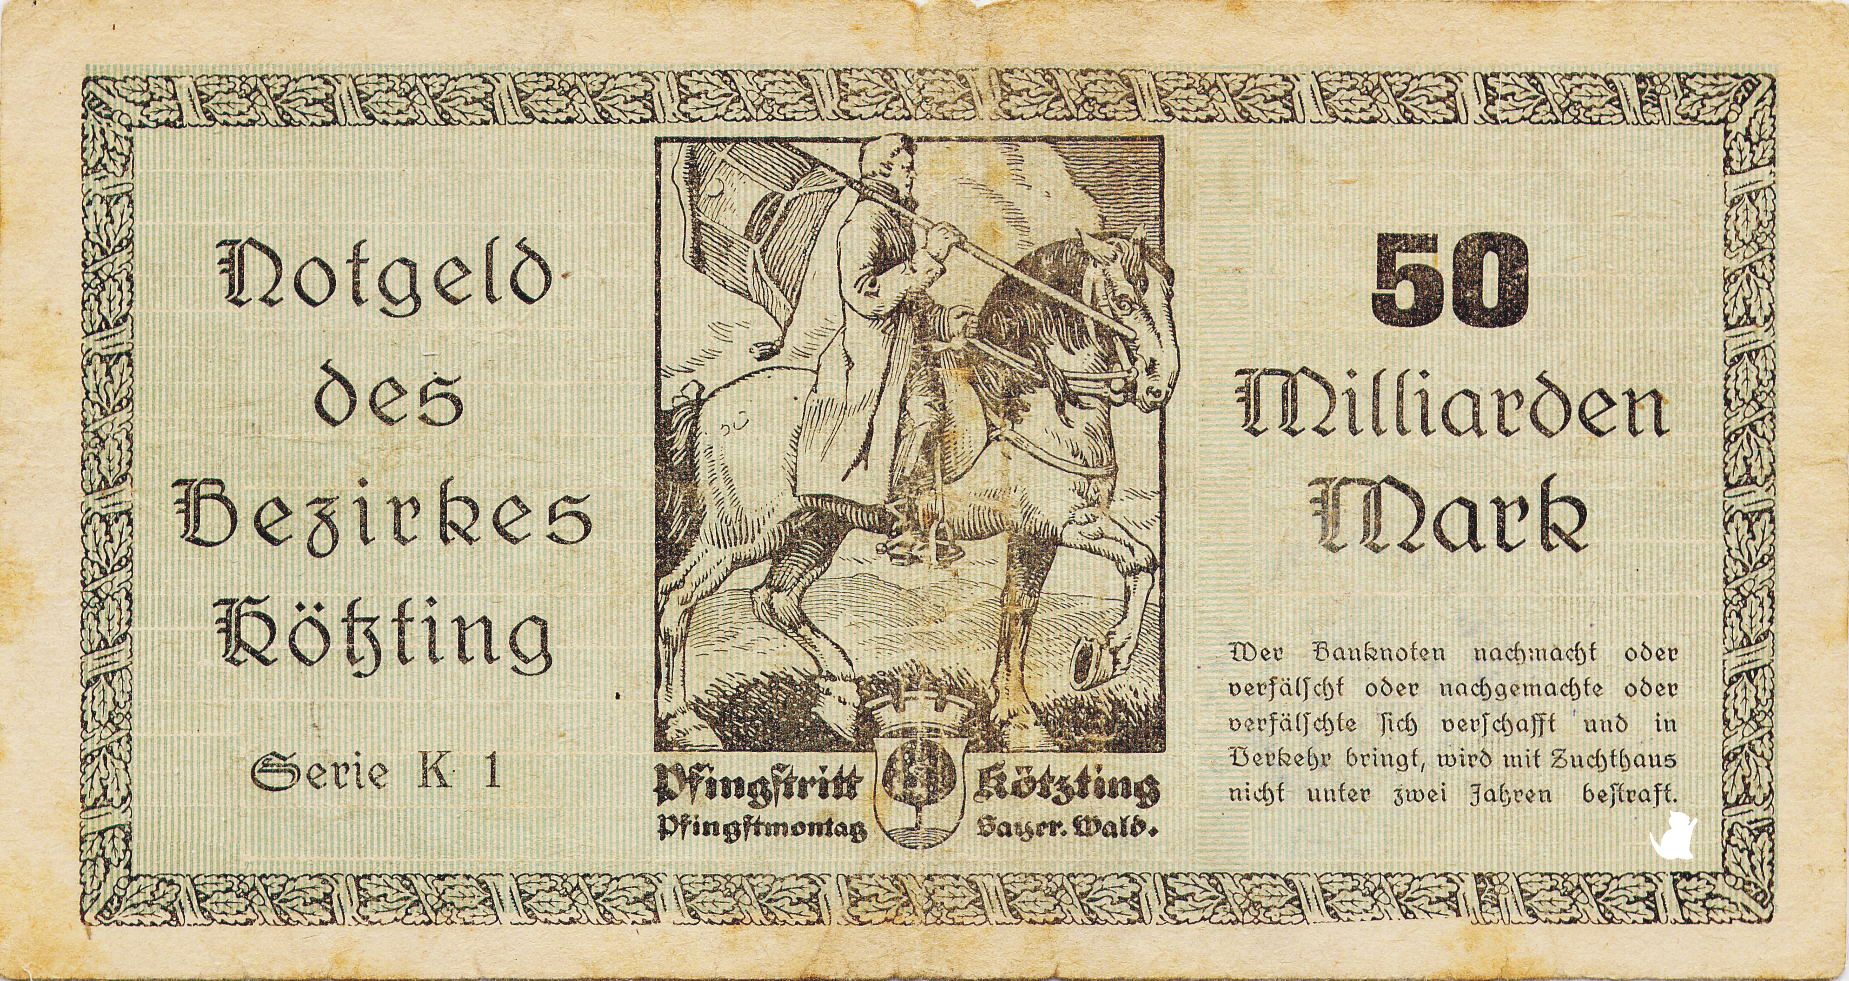 Notgeld
des
Bezirkes
Kötzting
Serie K 1
Pfingstritt Kötzting
Pfingstmontag Bayer. Wald.
50
Milliarden
Mark
Wer Banknoten nachmacht oder
verfälscht oder nachgemachte oder
verfälschte sich verschafft und in
Verkehr bringt, wird mit Zuchthaus
nicht unter zwei Jahren bestraft.